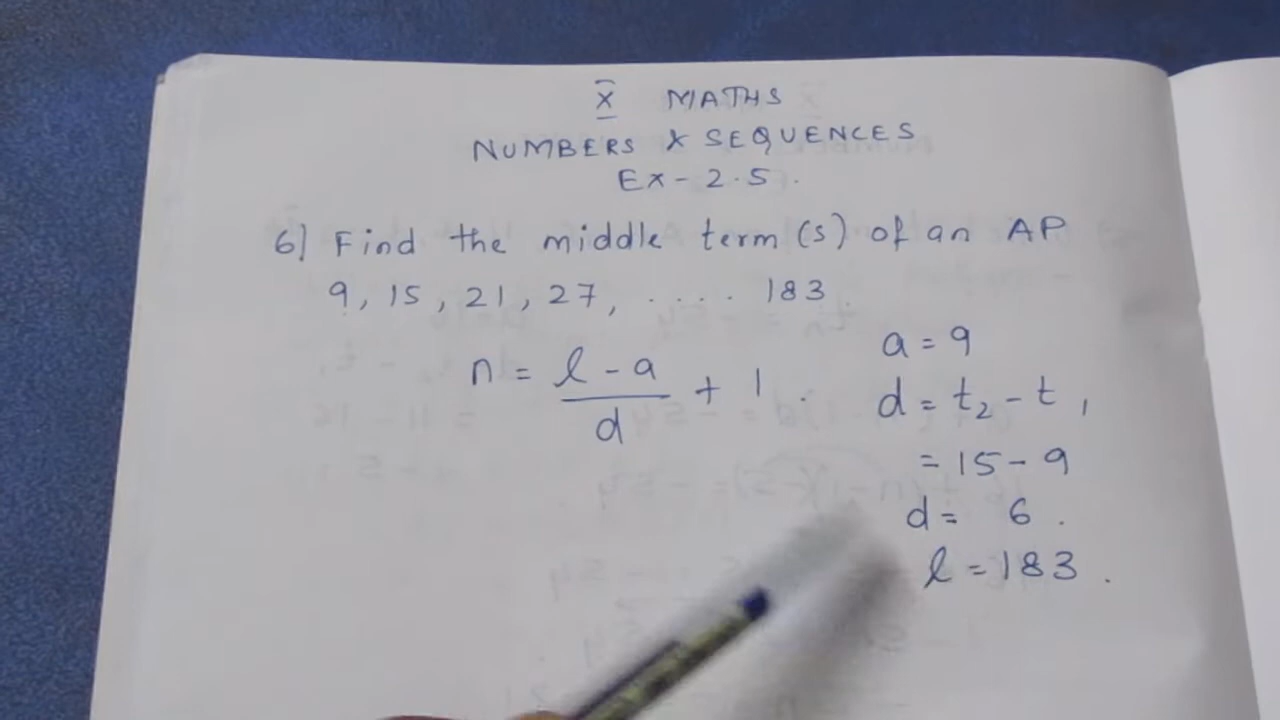 X MATHS
NUMBERS & SEQUENCES
Ex - 2.5.
6) Find the middle term (s) of an AP
9, 15, 21, 27, .... 183.
n = l - a / d + 1.
a = 9
d = t₂ - t₁
= 15 - 9
d = 6.
l = 183.